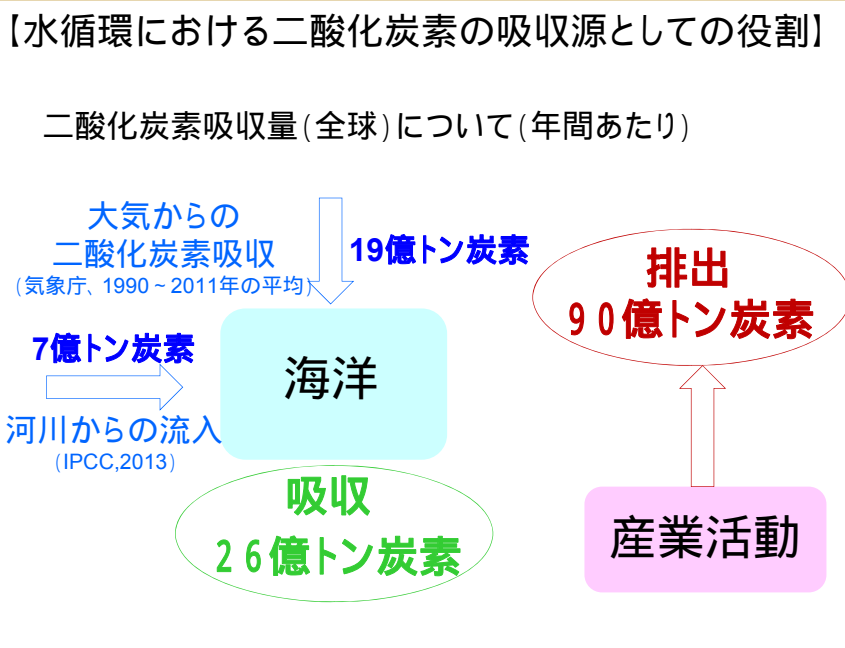 【水循環における二酸化炭素の吸収源としての役割】
二酸化炭素吸収量(全球)について(年間あたり)
大気からの
二酸化炭素吸収
(気象庁、1990~2011年の平均)
19億トン炭素
7億トン炭素
河川からの流入
(IPCC,2013)
海洋
吸収
26億トン炭素
排出
90億トン炭素
産業活動